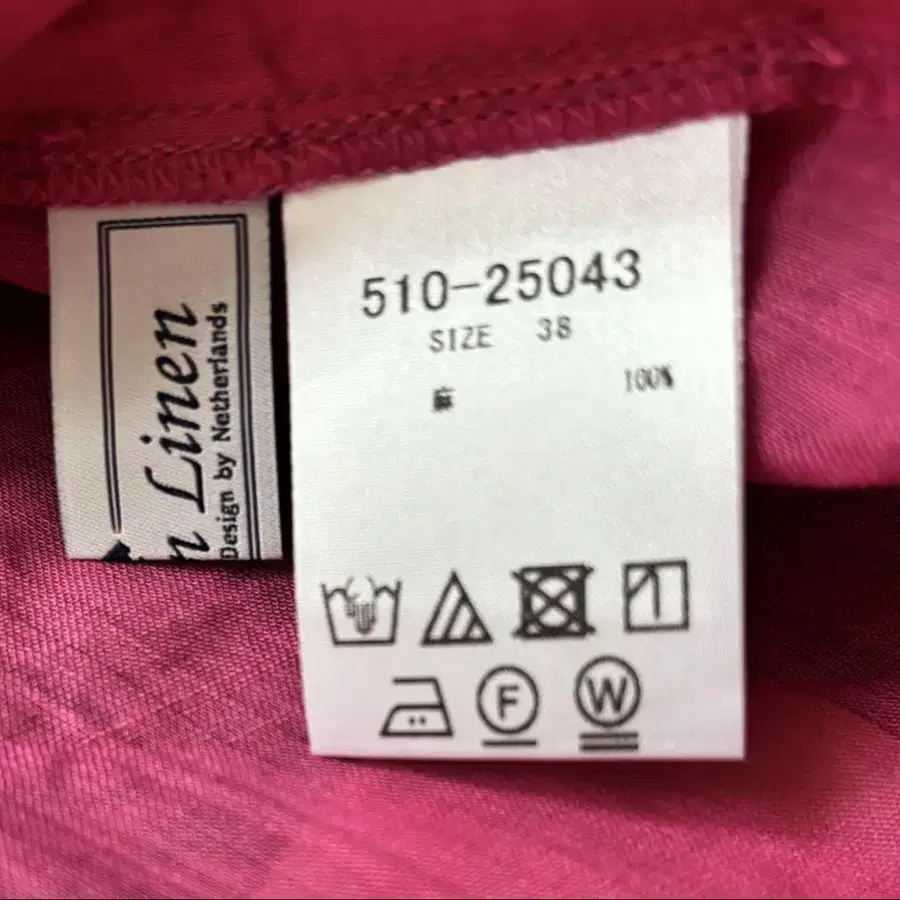 Linen
Design by Netherlands
510-25043
SIZE 38
麻 100%
F
W